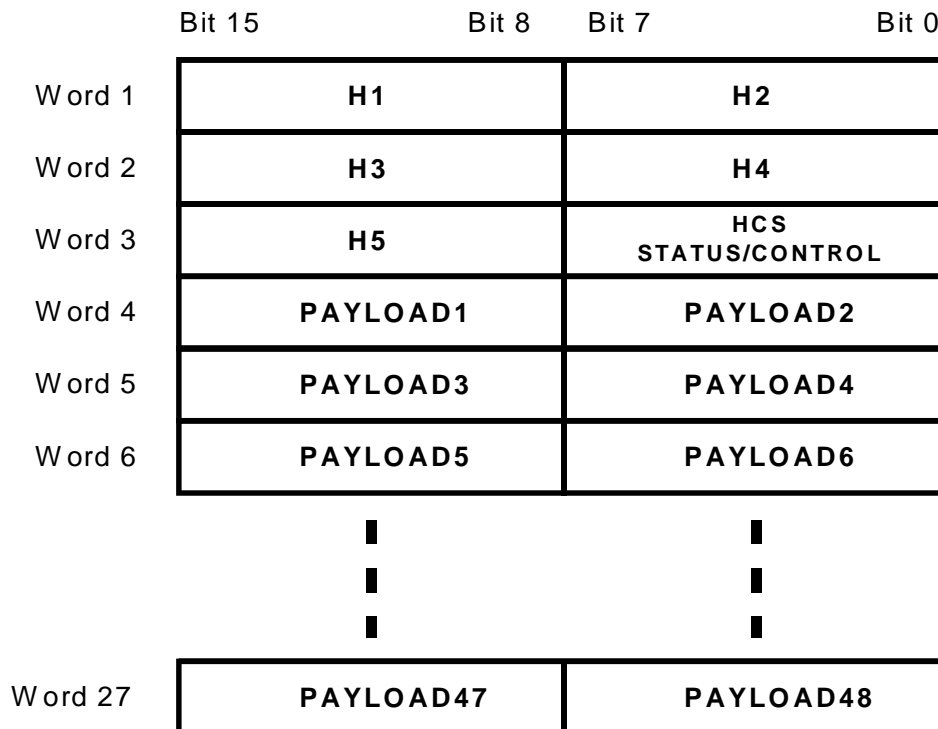 Bit 15 Bit 8 Bit 7 Bit 0
Word 1 H1 H2
Word 2 H3 H4
Word 3 H5 HCS
STATUS/CONTROL
Word 4 PAYLOAD1 PAYLOAD2
Word 5 PAYLOAD3 PAYLOAD4
Word 6 PAYLOAD5 PAYLOAD6
Word 27 PAYLOAD47 PAYLOAD48